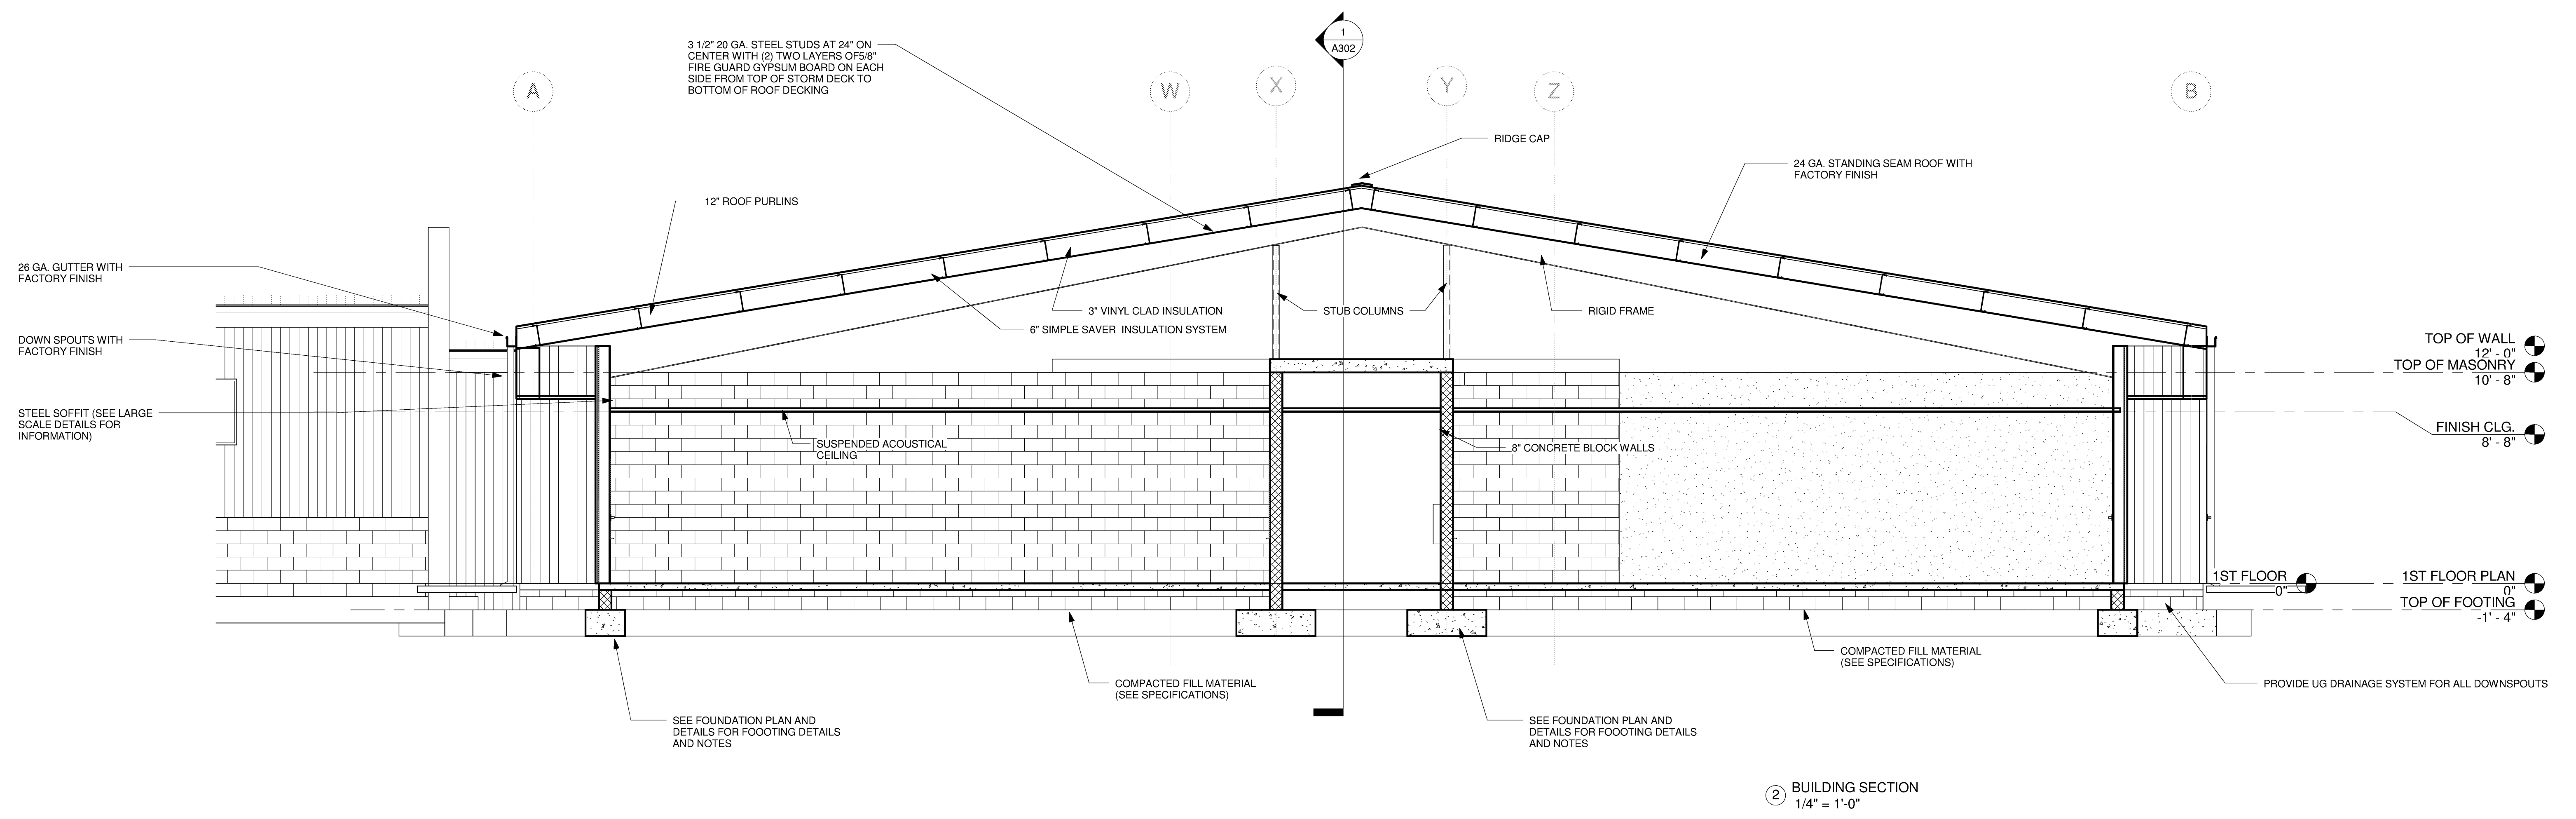 1
A302
3 1/2" 20 GA. STEEL STUDS AT 24" ON
CENTER WITH (2) TWO LAYERS OF5/8"
FIRE GUARD GYPSUM BOARD ON EACH
SIDE FROM TOP OF STORM DECK TO
BOTTOM OF ROOF DECKING
A
W
X
Y
Z
B
RIDGE CAP
24 GA. STANDING SEAM ROOF WITH
FACTORY FINISH
12" ROOF PURLINS
26 GA. GUTTER WITH
FACTORY FINISH
3" VINYL CLAD INSULATION
STUB COLUMNS
RIGID FRAME
6" SIMPLE SAVER INSULATION SYSTEM
DOWN SPOUTS WITH
FACTORY FINISH
TOP OF WALL
12' - 0"
TOP OF MASONRY
10' - 8"
STEEL SOFFIT (SEE LARGE
SCALE DETAILS FOR
INFORMATION)
FINISH CLG.
8' - 8"
SUSPENDED ACOUSTICAL
CEILING
8" CONCRETE BLOCK WALLS
1ST FLOOR
0"
1ST FLOOR PLAN
0"
TOP OF FOOTING
-1' - 4"
COMPACTED FILL MATERIAL
(SEE SPECIFICATIONS)
COMPACTED FILL MATERIAL
(SEE SPECIFICATIONS)
PROVIDE UG DRAINAGE SYSTEM FOR ALL DOWNSPOUTS
SEE FOUNDATION PLAN AND
DETAILS FOR FOOOTING DETAILS
AND NOTES
SEE FOUNDATION PLAN AND
DETAILS FOR FOOOTING DETAILS
AND NOTES
2
BUILDING SECTION
1/4" = 1'-0"